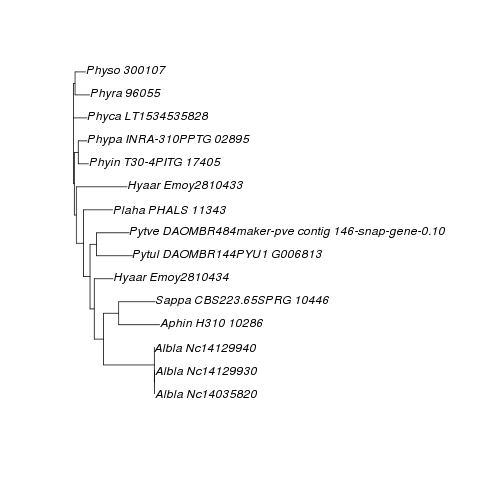 Physo 300107
Phyra 96055
Phyca LT1534535828
Phypa INRA-310PPTG 02895
Phyin T30-4PITG 17405
Hyaar Emoy2810433
Plaha PHALS 11343
Pytve DAOMBR484maker-pve contig 146-snap-gene-0.10
Pytul DAOMBR144PYU1 G006813
Hyaar Emoy2810434
Sappa CBS223.65SPRG 10446
Aphin H310 10286
Albla Nc14129940
Albla Nc14129930
Albla Nc14035820